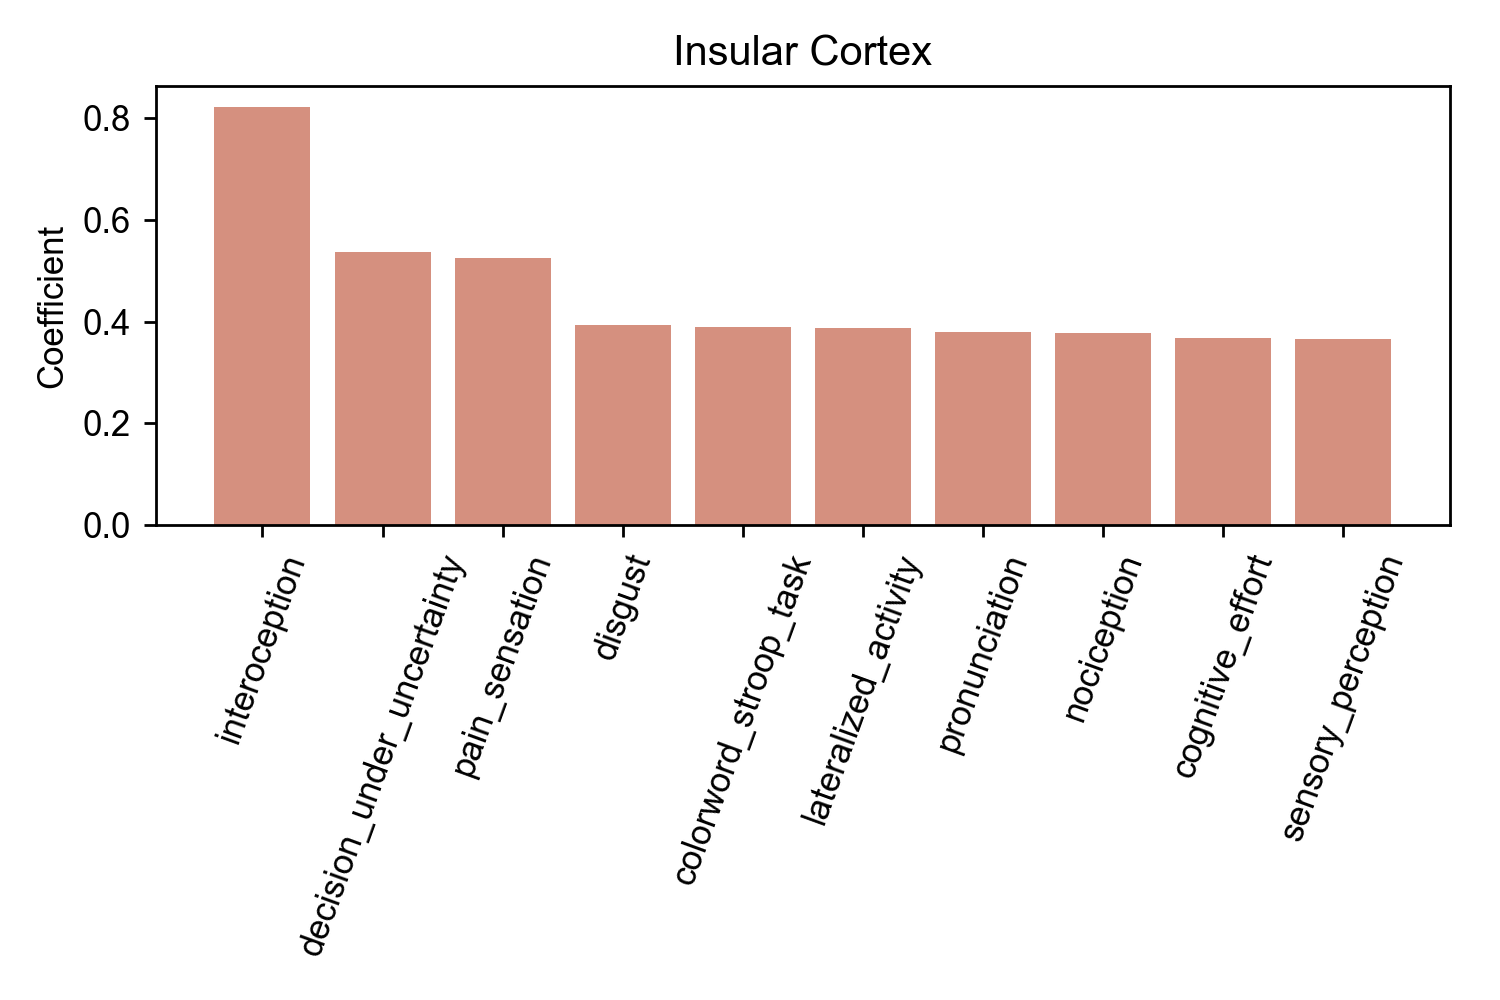 Insular Cortex
Coefficient
0.8
0.6
0.4
0.2
0.0
interoception
decision_under_uncertainty
pain_sensation
disgust
colorword_stroop_task
lateralized_activity
pronunciation
nociception
cognitive_effort
sensory_perception